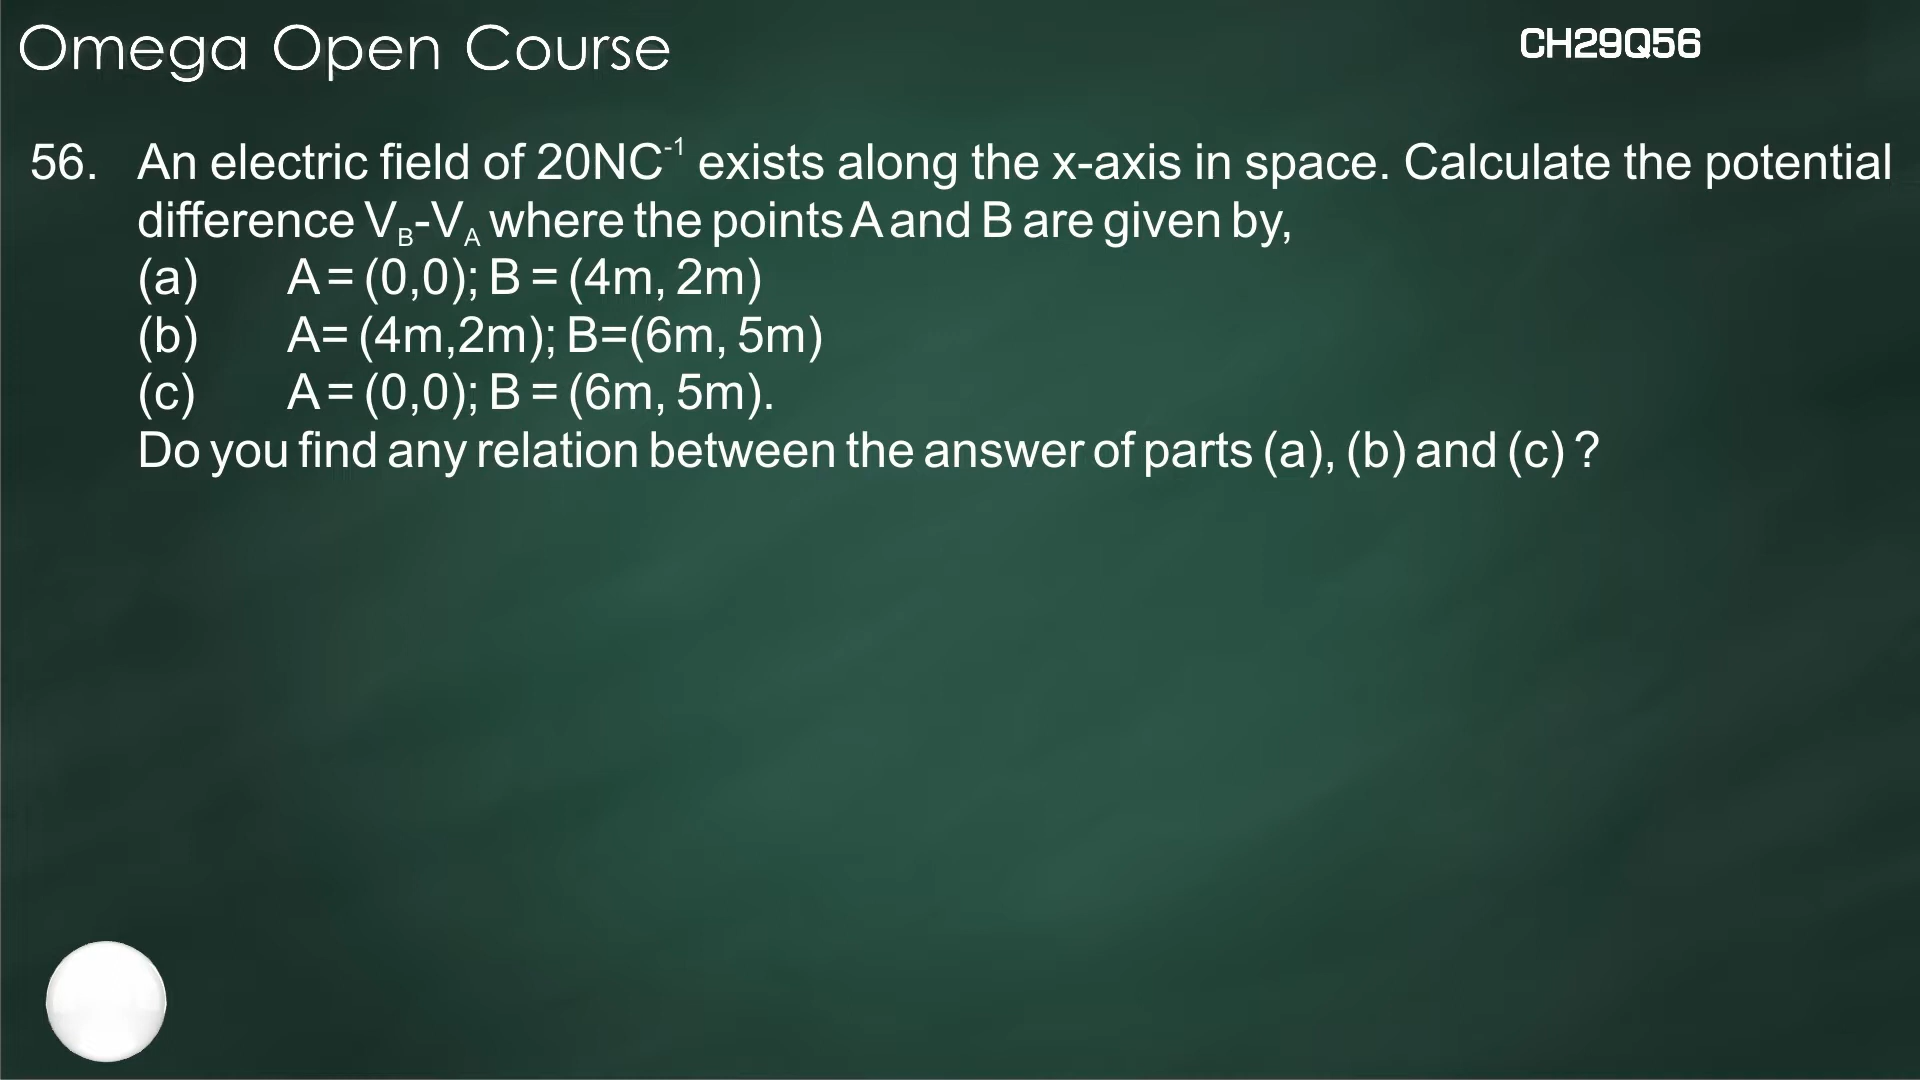 Omega Open Course
CH29Q56
56. An electric field of 20NC⁻¹ exists along the x-axis in space. Calculate the potential
difference V_B-V_A where the points A and B are given by,
(a) A = (0,0); B = (4m, 2m)
(b) A= (4m,2m); B=(6m, 5m)
(c) A = (0,0); B = (6m, 5m).
Do you find any relation between the answer of parts (a), (b) and (c) ?